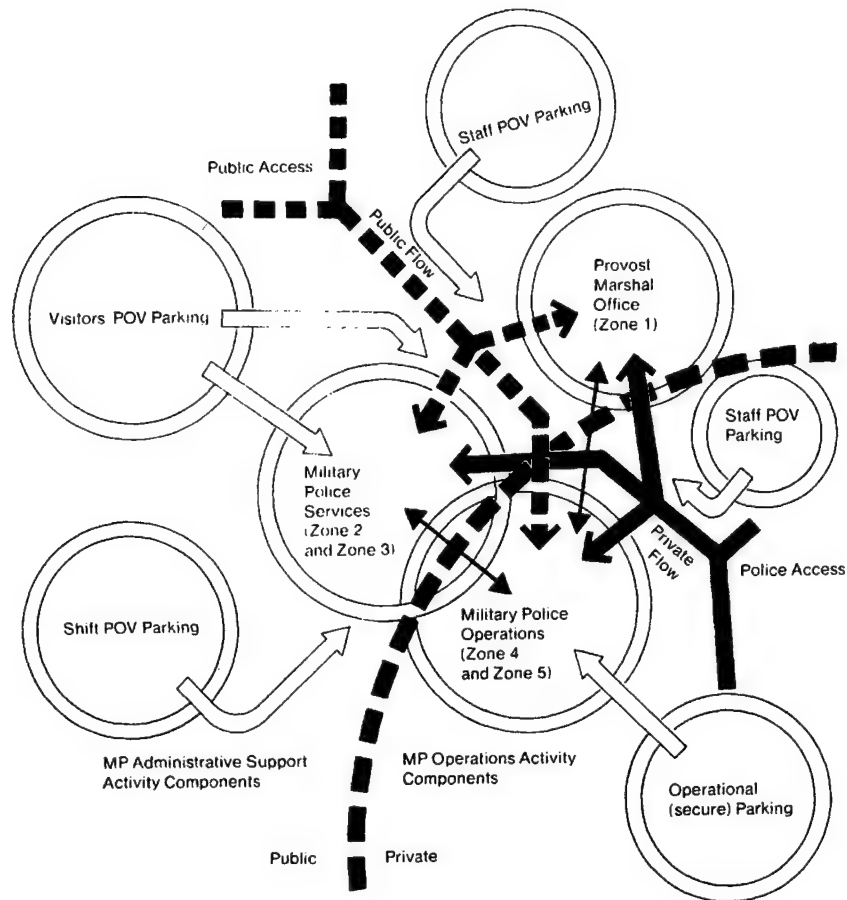 Staff POV Parking
Public Access
Public Flow
Provost
Marshal
Office
(Zone 1)
Visitors POV Parking
Staff POV
Parking
Military
Police
Services
(Zone 2
and Zone 3)
Private
Flow
Police Access
Shift POV Parking
Military Police
Operations
(Zone 4
and Zone 5)
MP Administrative Support
Activity Components
MP Operations Activity
Components
Operational
(secure) Parking
Public
Private